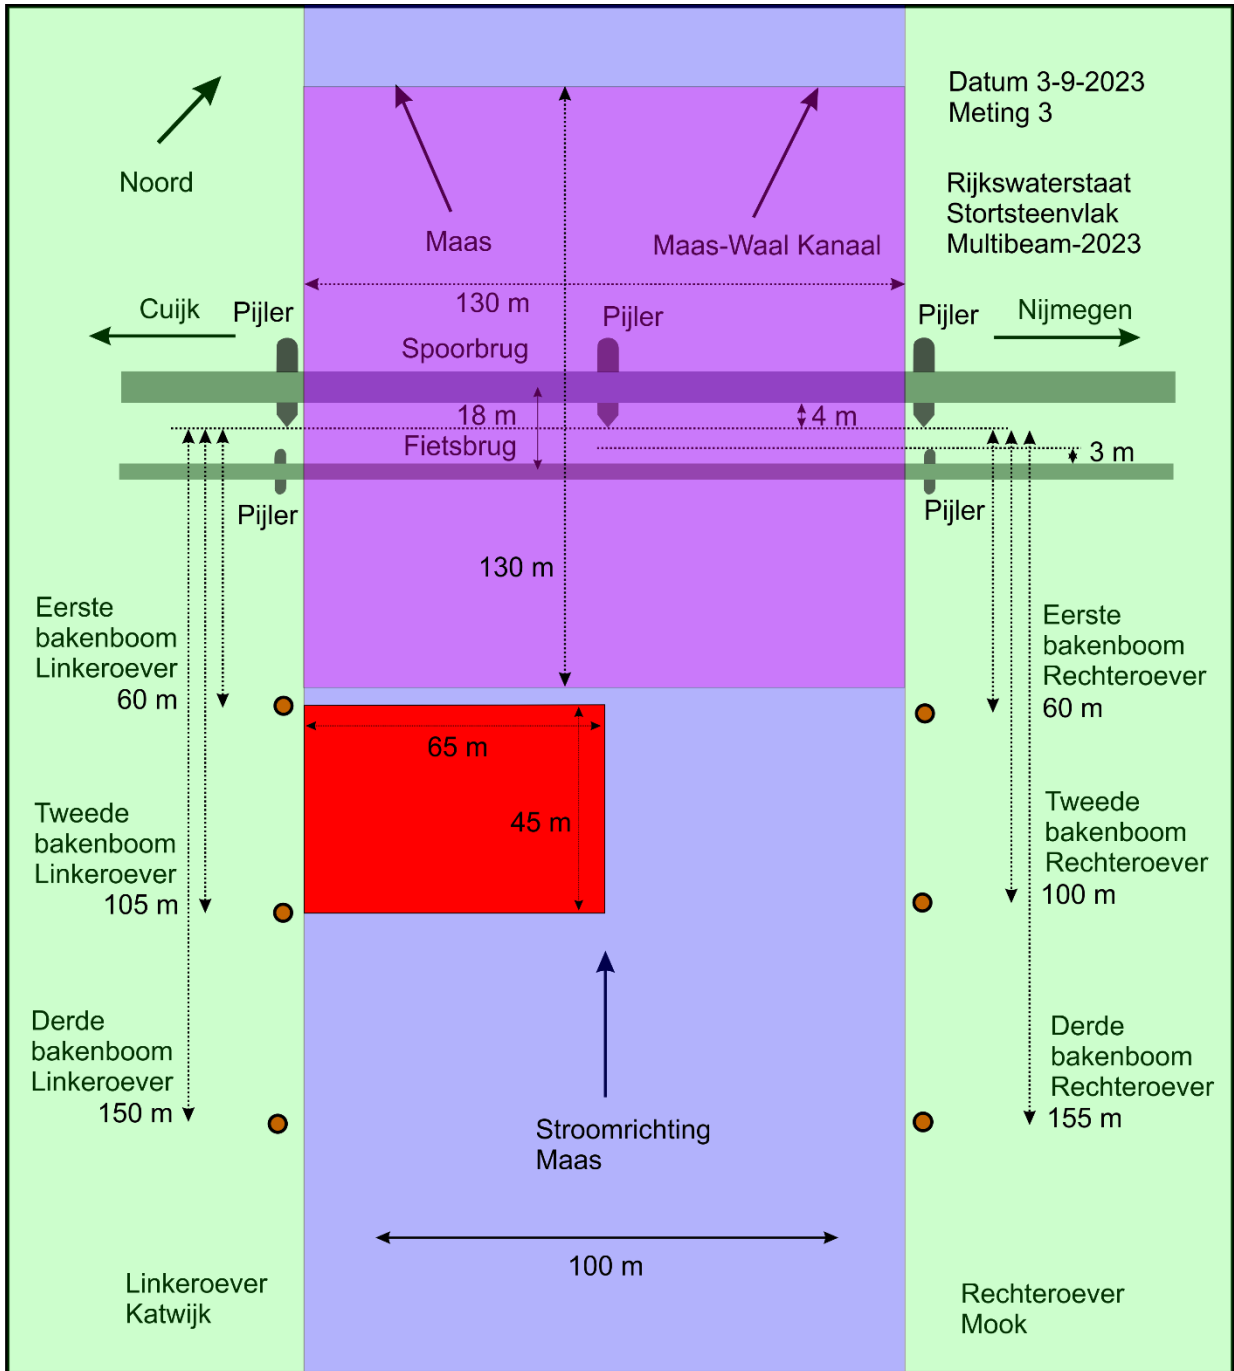 Datum 3-9-2023
Meting 3
Noord
Rijkswaterstaat
Stortsteenvlak
Multibeam-2023
Maas
Maas-Waal Kanaal
130 m
Cuijk
Pijler
Pijler
Pijler
Nijmegen
Spoorbrug
18 m
4 m
Fietsbrug
3 m
Pijler
Pijler
130 m
Eerste
bakenboom
Linkeroever
60 m
Eerste
bakenboom
Rechteroever
60 m
65 m
45 m
Tweede
bakenboom
Linkeroever
105 m
Tweede
bakenboom
Rechteroever
100 m
Derde
bakenboom
Linkeroever
150 m
Derde
bakenboom
Rechteroever
155 m
Stroomrichting
Maas
100 m
Linkeroever
Katwijk
Rechteroever
Mook